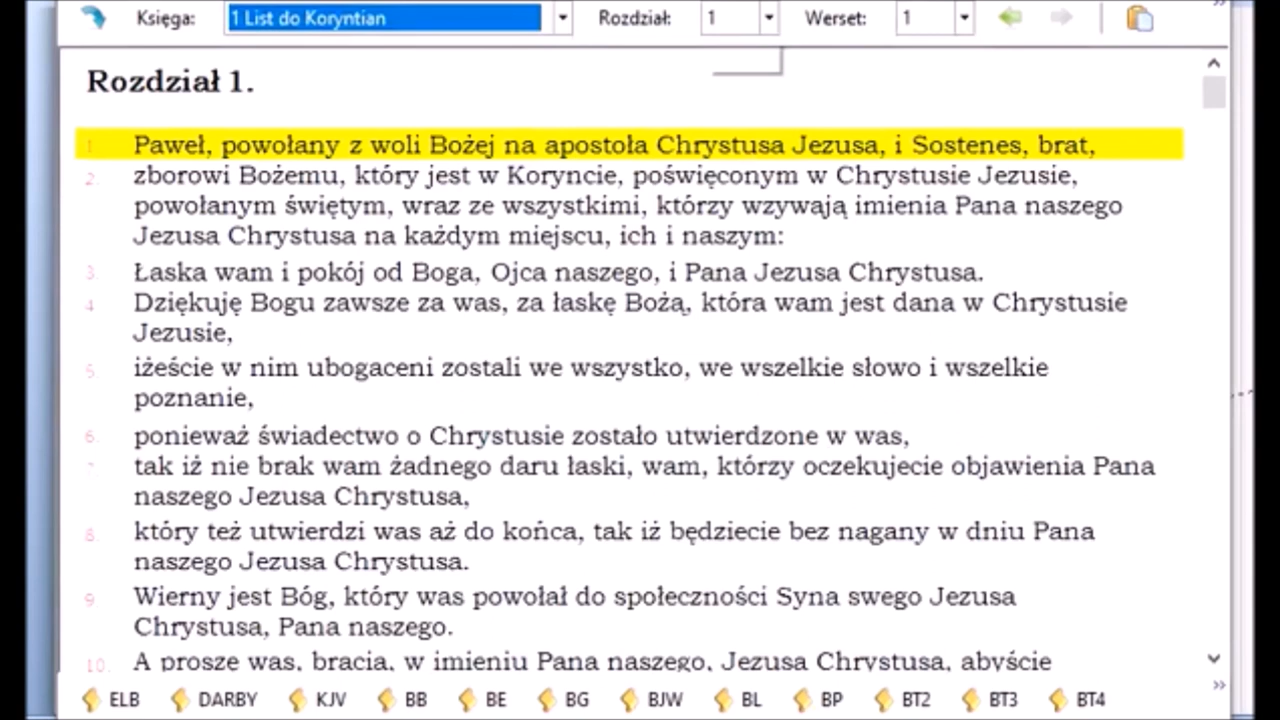 Księga: 1 List do Koryntian Rozdział: 1 Werset: 1
Rozdział 1.
1 Paweł, powołany z woli Bożej na apostoła Chrystusa Jezusa, i Sostenes, brat,
2. zborowi Bożemu, który jest w Koryncie, poświęconym w Chrystusie Jezusie,
powołanym świętym, wraz ze wszystkimi, którzy wzywają imienia Pana naszego
Jezusa Chrystusa na każdym miejscu, ich i naszym:
3. Łaska wam i pokój od Boga, Ojca naszego, i Pana Jezusa Chrystusa.
4 Dziękuję Bogu zawsze za was, za łaskę Bożą, która wam jest dana w Chrystusie
Jezusie,
5. iżeście w nim ubogaceni zostali we wszystko, we wszelkie słowo i wszelkie
poznanie,
6. ponieważ świadectwo o Chrystusie zostało utwierdzone w was,
7. tak iż nie brak wam żadnego daru łaski, wam, którzy oczekujecie objawienia Pana
naszego Jezusa Chrystusa,
8. który też utwierdzi was aż do końca, tak iż będziecie bez nagany w dniu Pana
naszego Jezusa Chrystusa.
9. Wierny jest Bóg, który was powołał do społeczności Syna swego Jezusa
Chrystusa, Pana naszego.
10. A proszę was, bracia, w imieniu Pana naszego, Jezusa Chrystusa, abyście
ELB DARBY KJV BB BE BG BJW BL BP BT2 BT3 BT4